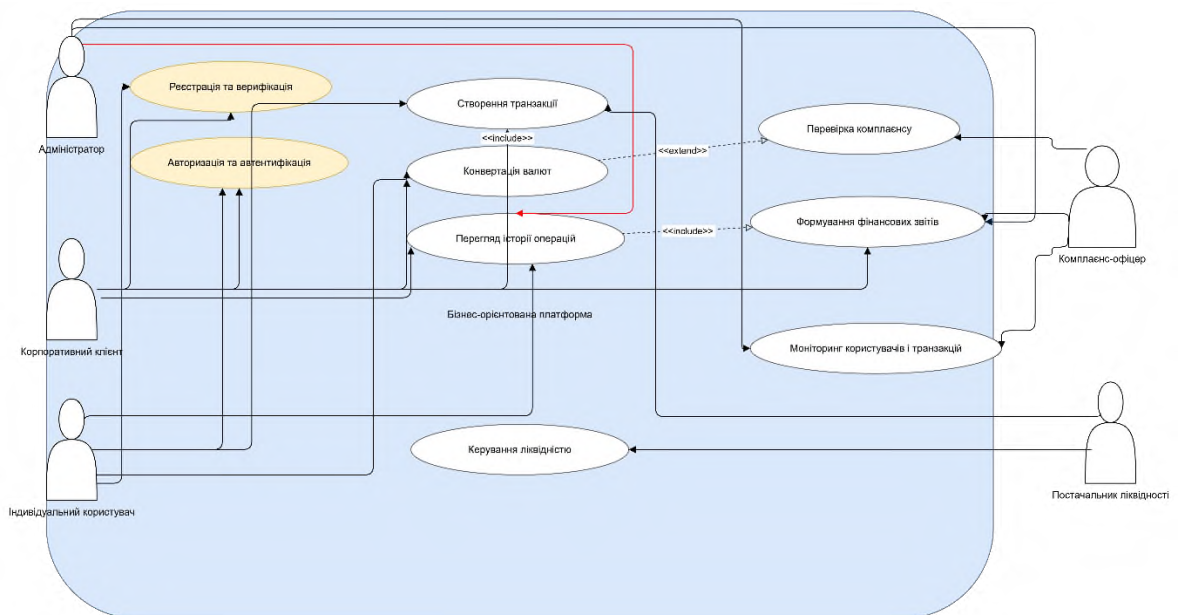 Реєстрація та верифікація
Створення транзакції
Перевірка комплаєнсу
<<include>>
Адміністратор
<<extend>>
Авторизація та автентифікація
Конвертація валют
Формування фінансових звітів
<<include>>
Перегляд історії операцій
Комплаєнс-офіцер
Бізнес-орієнтована платформа
Корпоративний клієнт
Моніторинг користувачів і транзакцій
Керування ліквідністю
Постачальник ліквідності
Індивідуальний користувач